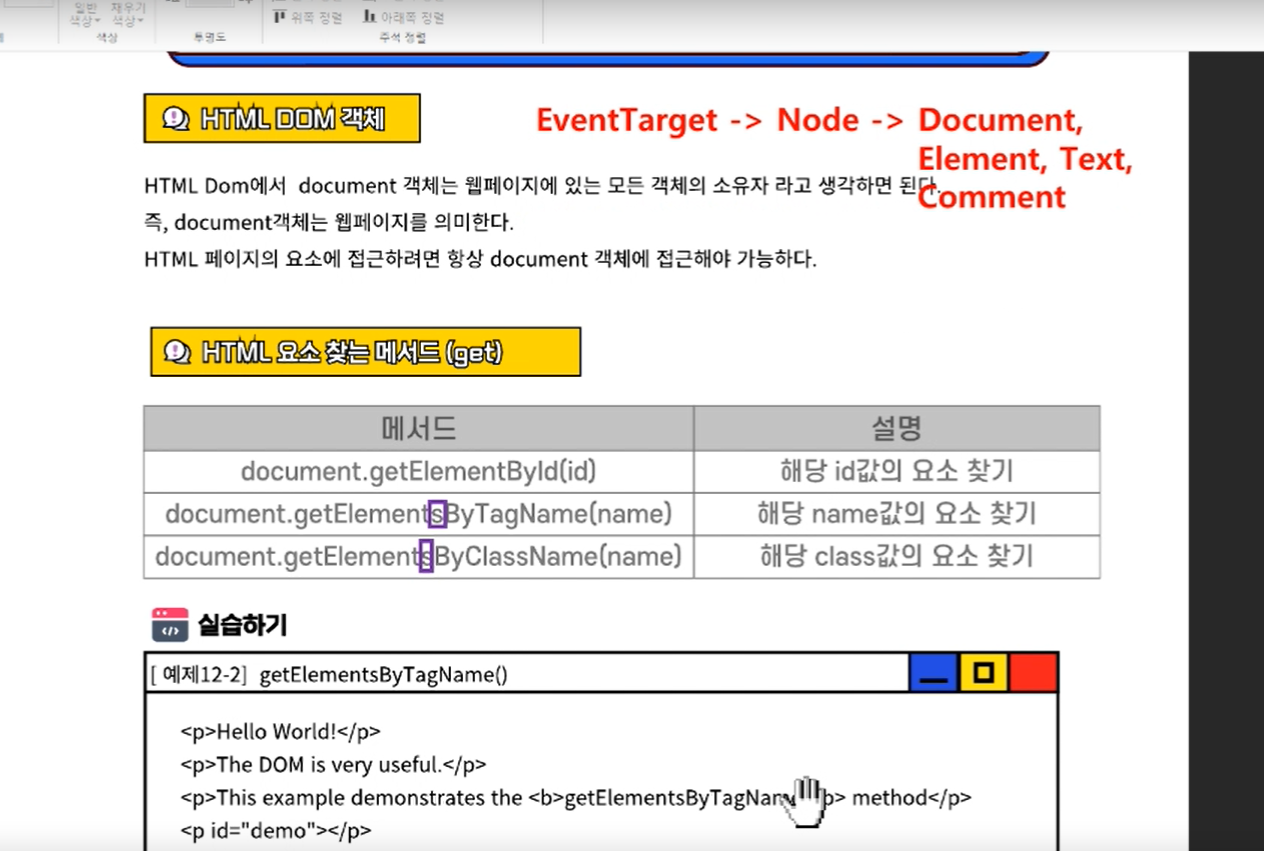 일반 채우기
색상 색상
위쪽 정렬 아래쪽 정렬
색상 투명도 주석 정렬
HTML DOM 객체
EventTarget -> Node -> Document,
Element, Text,
Comment
HTML Dom에서 document 객체는 웹페이지에 있는 모든 객체의 소유자 라고 생각하면 된다.
즉, document객체는 웹페이지를 의미한다.
HTML 페이지의 요소에 접근하려면 항상 document 객체에 접근해야 가능하다.
HTML 요소 찾는 메서드 (get)
메서드 설명
document.getElementById(id) 해당 id값의 요소 찾기
document.getElementsByTagName(name) 해당 name값의 요소 찾기
document.getElementsByClassName(name) 해당 class값의 요소 찾기
</> 실습하기
[ 예제12-2] getElementsByTagName()
<p>Hello World!</p>
<p>The DOM is very useful.</p>
<p>This example demonstrates the <b>getElementsByTagNam b> method</p>
<p id="demo"></p>